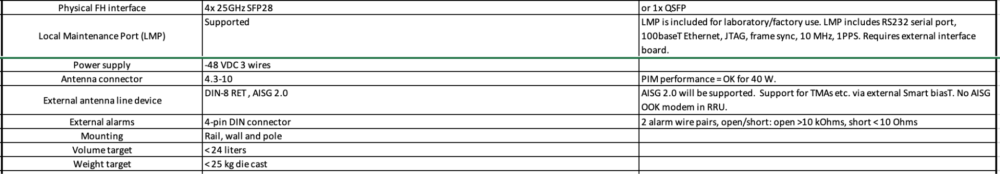 Physical FH interface
4x 25GHz SFP28
or 1x QSFP
Local Maintenance Port (LMP)
Supported
LMP is included for laboratory/factory use. LMP includes RS232 serial port,
100baseT Ethernet, JTAG, frame sync, 10 MHz, 1PPS. Requires external interface
board.
Power supply
-48 VDC 3 wires
Antenna connector
4.3-10
PIM performance = OK for 40 W.
External antenna line device
DIN-8 RET , AISG 2.0
AISG 2.0 will be supported.  Support for TMAs etc. via external Smart biasT. No AISG
OOK modem in RRU.
External alarms
4-pin DIN connector
2 alarm wire pairs, open/short: open >10 kOhms, short < 10 Ohms
Mounting
Rail, wall and pole
Volume target
< 24 liters
Weight target
< 25 kg die cast